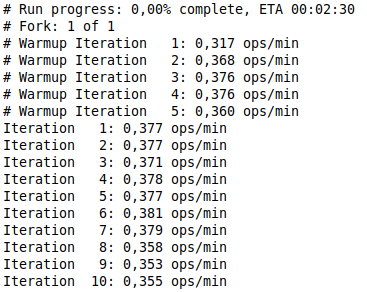 # Run progress: 0,00% complete, ETA 00:02:30
# Fork: 1 of 1
# Warmup Iteration   1: 0,317 ops/min
# Warmup Iteration   2: 0,368 ops/min
# Warmup Iteration   3: 0,376 ops/min
# Warmup Iteration   4: 0,376 ops/min
# Warmup Iteration   5: 0,360 ops/min
Iteration   1: 0,377 ops/min
Iteration   2: 0,377 ops/min
Iteration   3: 0,371 ops/min
Iteration   4: 0,378 ops/min
Iteration   5: 0,377 ops/min
Iteration   6: 0,381 ops/min
Iteration   7: 0,379 ops/min
Iteration   8: 0,358 ops/min
Iteration   9: 0,353 ops/min
Iteration  10: 0,355 ops/min